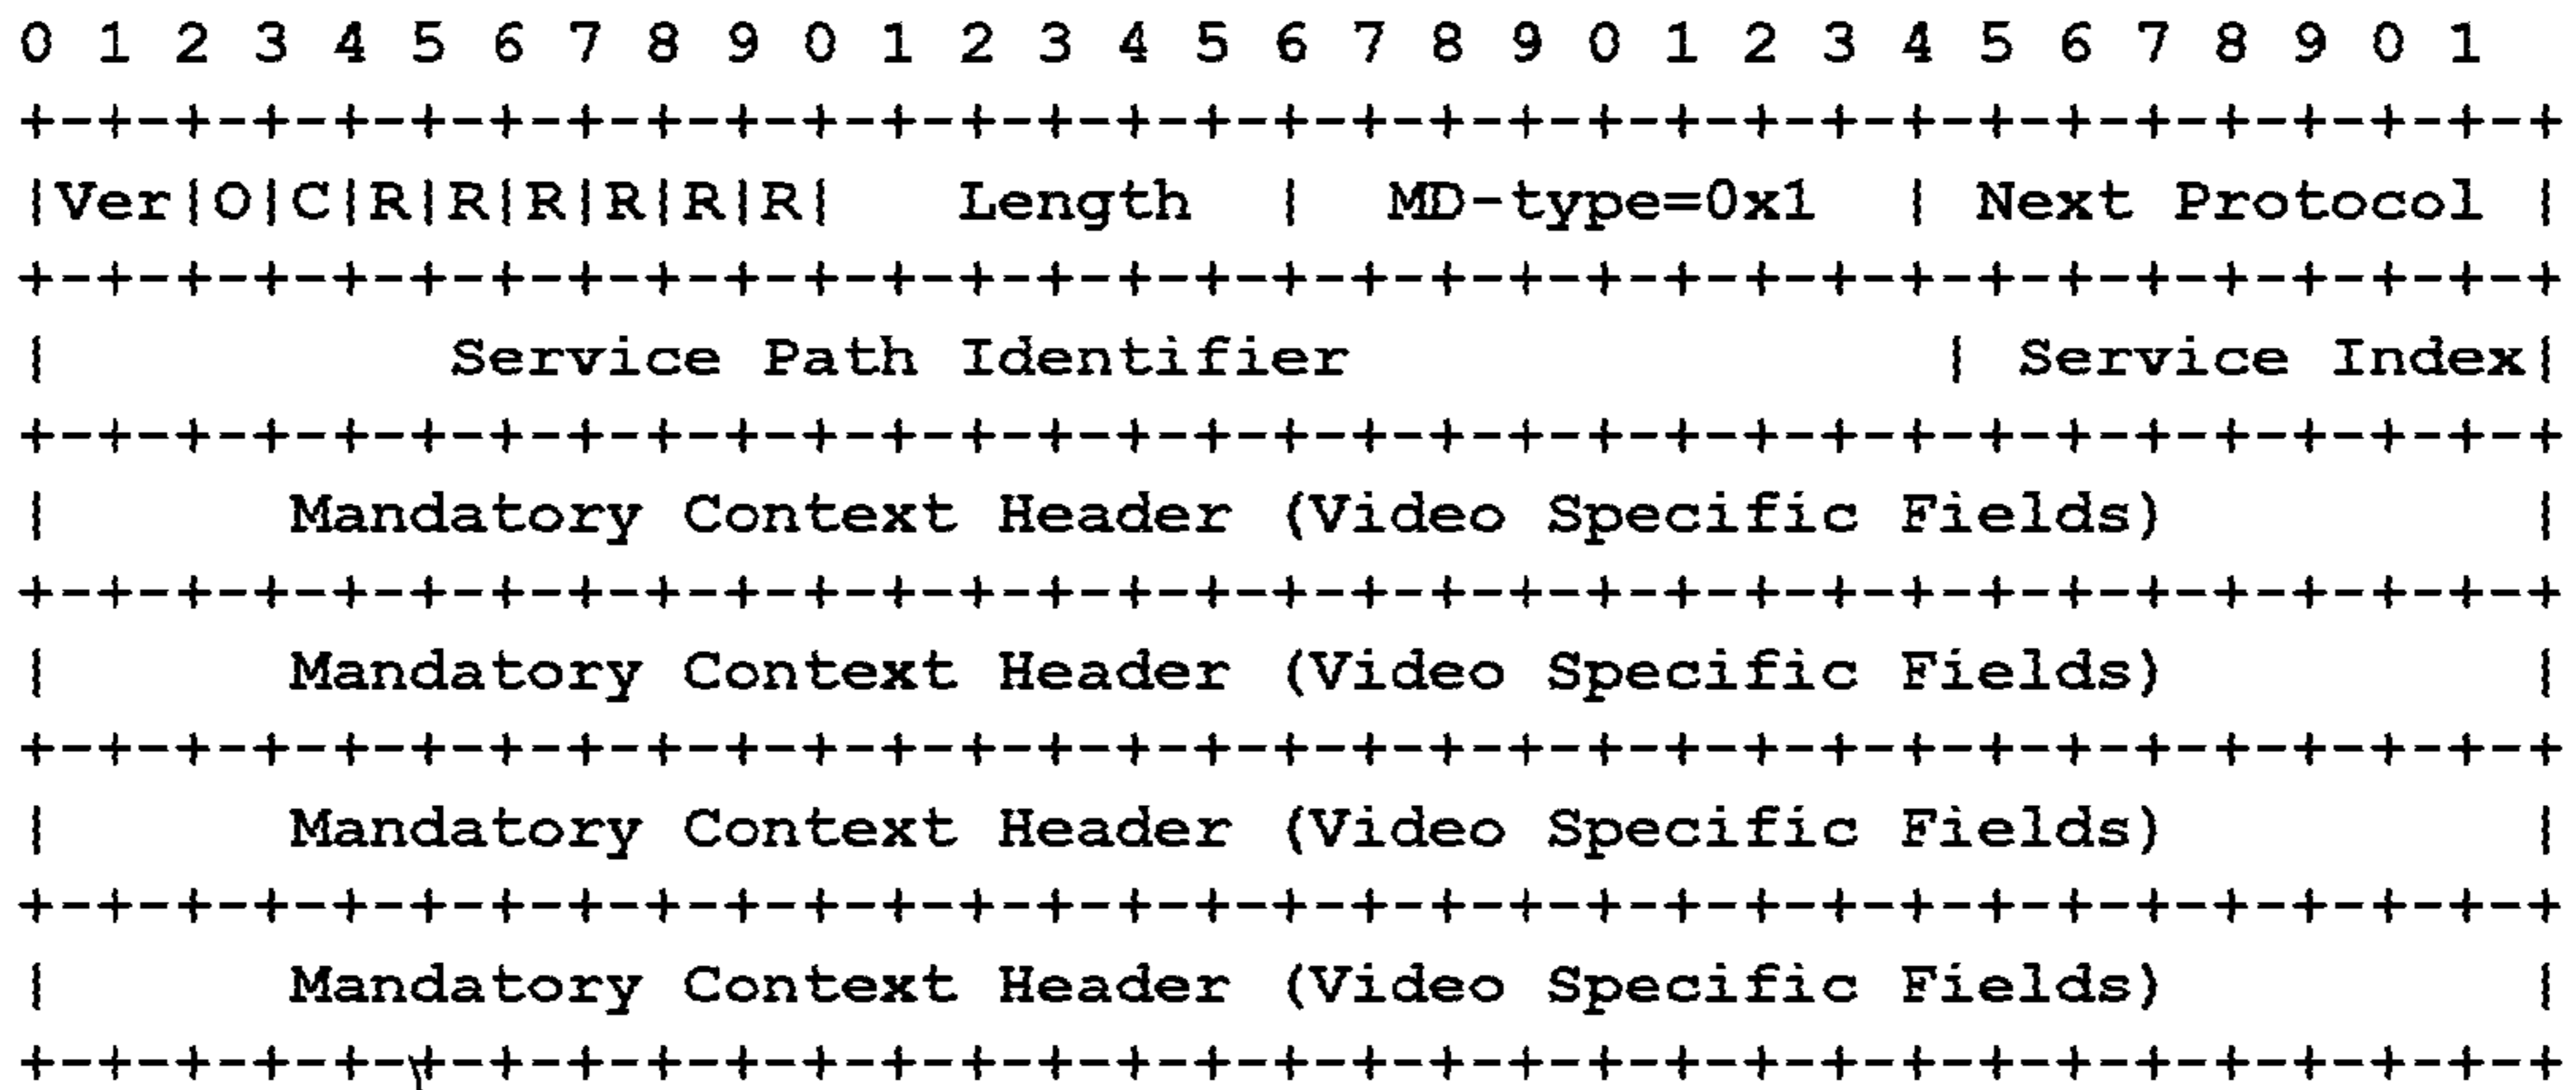 0 1 2 3 4 5 6 7 8 9 0 1 2 3 4 5 6 7 8 9 0 1 2 3 4 5 6 7 8 9 0 1
+-+-+-+-+-+-+-+-+-+-+-+-+-+-+-+-+-+-+-+-+-+-+-+-+-+-+-+-+-+-+-+-+
|Ver|O|C|R|R|R|R|R|R|   Length  |  MD-type=0x1  | Next Protocol |
+-+-+-+-+-+-+-+-+-+-+-+-+-+-+-+-+-+-+-+-+-+-+-+-+-+-+-+-+-+-+-+-+
|          Service Path Identifier               | Service Index|
+-+-+-+-+-+-+-+-+-+-+-+-+-+-+-+-+-+-+-+-+-+-+-+-+-+-+-+-+-+-+-+-+
|      Mandatory Context Header (Video Specific Fields)         |
+-+-+-+-+-+-+-+-+-+-+-+-+-+-+-+-+-+-+-+-+-+-+-+-+-+-+-+-+-+-+-+-+
|      Mandatory Context Header (Video Specific Fields)         |
+-+-+-+-+-+-+-+-+-+-+-+-+-+-+-+-+-+-+-+-+-+-+-+-+-+-+-+-+-+-+-+-+
|      Mandatory Context Header (Video Specific Fields)         |
+-+-+-+-+-+-+-+-+-+-+-+-+-+-+-+-+-+-+-+-+-+-+-+-+-+-+-+-+-+-+-+-+
|      Mandatory Context Header (Video Specific Fields)         |
+-+-+-+-+-+-+-+-+-+-+-+-+-+-+-+-+-+-+-+-+-+-+-+-+-+-+-+-+-+-+-+-+